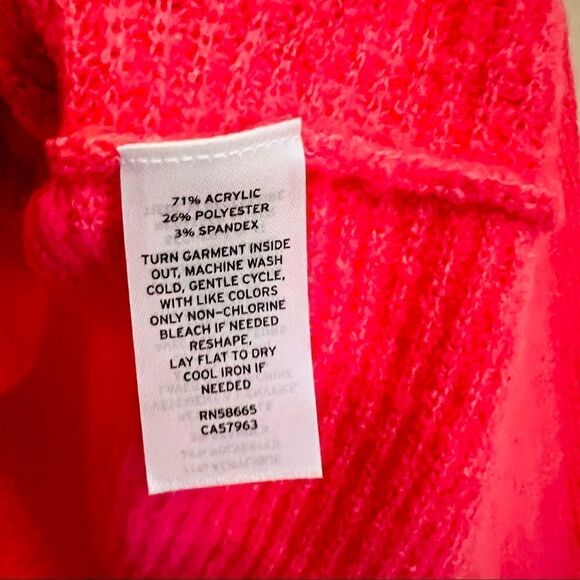 71% ACRYLIC
26% POLYESTER
3% SPANDEX
TURN GARMENT INSIDE
OUT, MACHINE WASH
COLD, GENTLE CYCLE,
WITH LIKE COLORS
ONLY NON-CHLORINE
BLEACH IF NEEDED
RESHAPE,
LAY FLAT TO DRY
COOL IRON IF
NEEDED
RN58665
CA57963